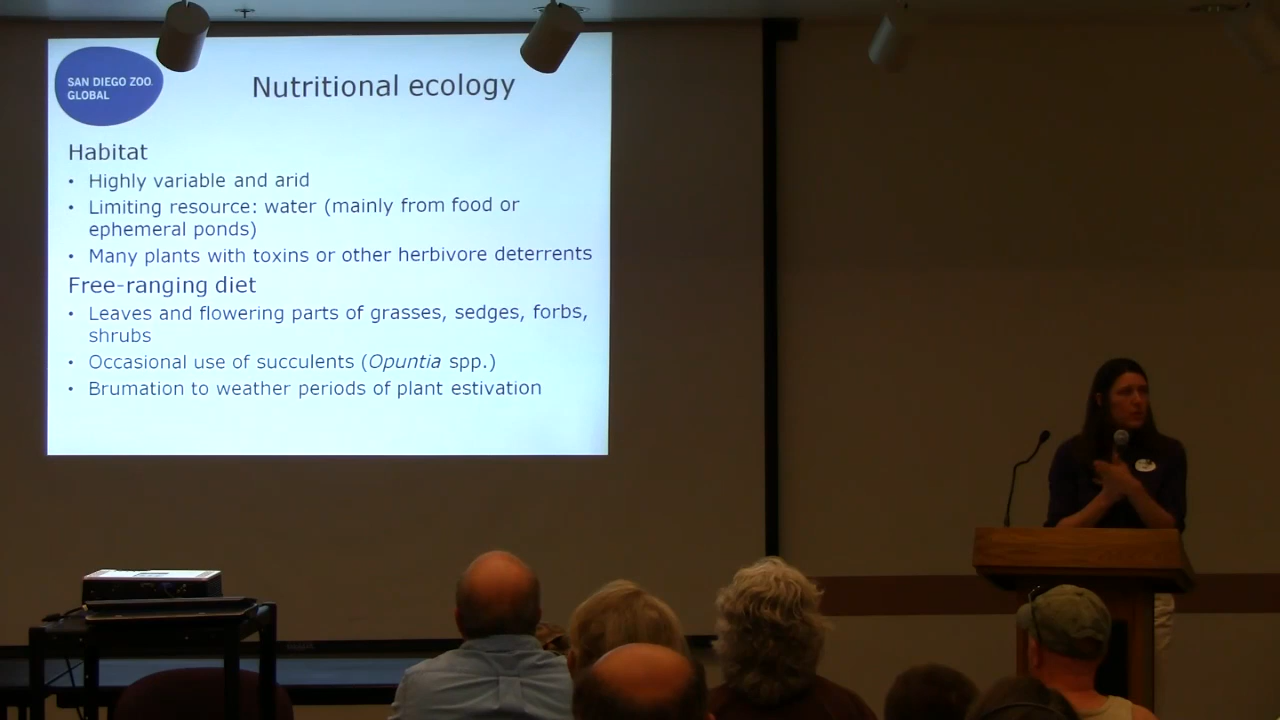 SAN DIEGO ZOO
GLOBAL
Nutritional ecology
Habitat
• Highly variable and arid
• Limiting resource: water (mainly from food or
ephemeral ponds)
• Many plants with toxins or other herbivore deterrents
Free-ranging diet
• Leaves and flowering parts of grasses, sedges, forbs,
shrubs
• Occasional use of succulents (Opuntia spp.)
• Brumation to weather periods of plant estivation